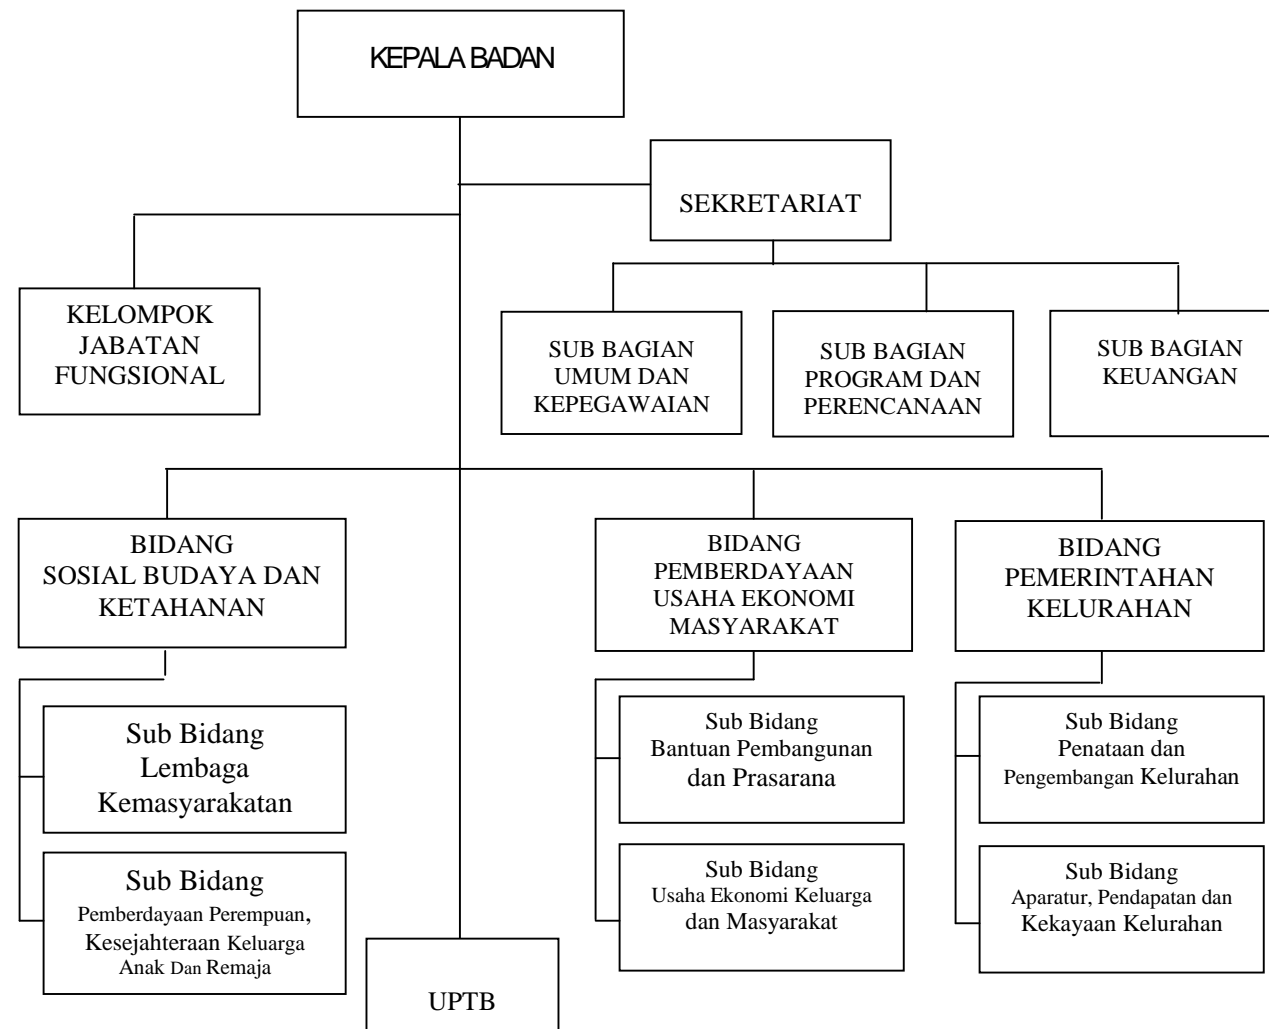 KEPALA BADAN
SEKRETARIAT
KELOMPOK
JABATAN
FUNGSIONAL
SUB BAGIAN
UMUM DAN
KEPEGAWAIAN
SUB BAGIAN
PROGRAM DAN
PERENCANAAN
SUB BAGIAN
KEUANGAN
BIDANG
SOSIAL BUDAYA DAN
KETAHANAN
BIDANG
PEMBERDAYAAN
USAHA EKONOMI
MASYARAKAT
BIDANG
PEMERINTAHAN
KELURAHAN
Sub Bidang
Lembaga
Kemasyarakatan
Sub Bidang
Bantuan Pembangunan
dan Prasarana
Sub Bidang
Penataan dan
Pengembangan Kelurahan
Sub Bidang
Pemberdayaan Perempuan,
Kesejahteraan Keluarga
Anak Dan Remaja
Sub Bidang
Usaha Ekonomi Keluarga
dan Masyarakat
Sub Bidang
Aparatur, Pendapatan dan
Kekayaan Kelurahan
UPTB